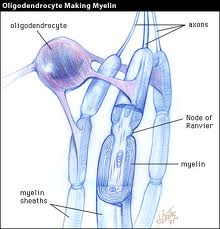 Oligodendrocyte Making Myelin
oligodendrocyte
axons
Node of
Ranvier
myelin
myelin
sheaths